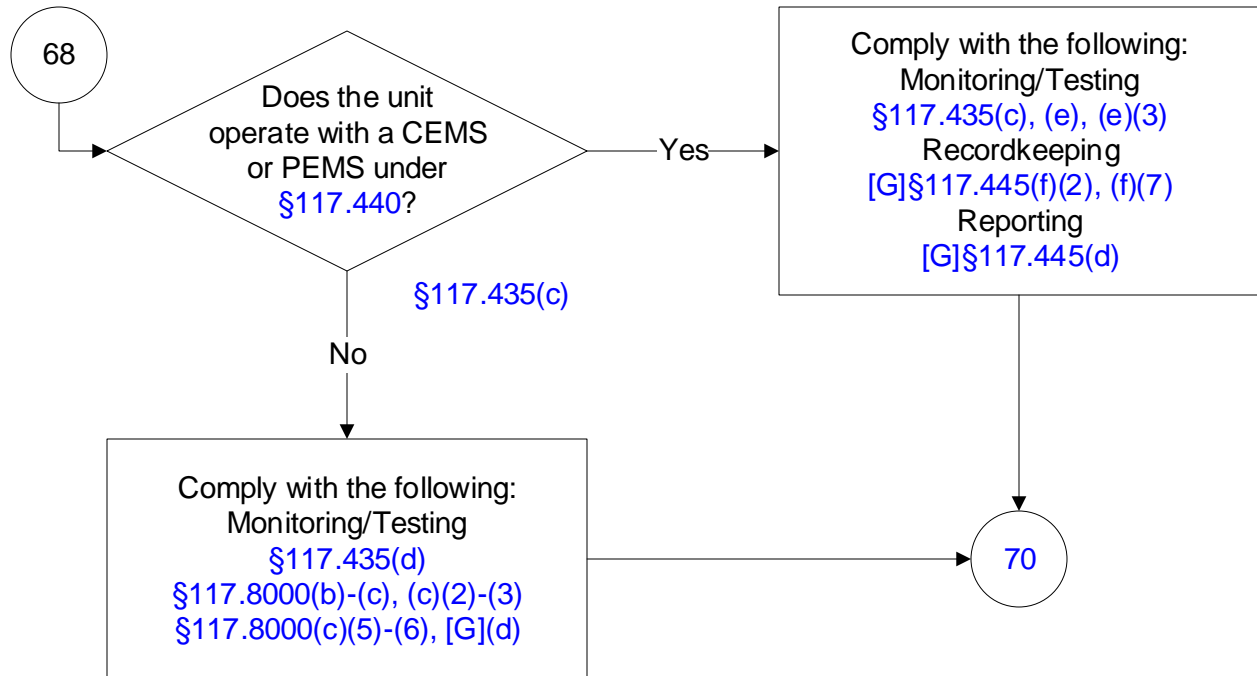 68
Does the unit
operate with a CEMS
or PEMS under
§117.440?
Yes
Comply with the following:
Monitoring/Testing
§117.435(c), (e), (e)(3)
Recordkeeping
[G]§117.445(f)(2), (f)(7)
Reporting
[G]§117.445(d)
§117.435(c)
No
Comply with the following:
Monitoring/Testing
§117.435(d)
§117.8000(b)-(c), (c)(2)-(3)
§117.8000(c)(5)-(6), [G](d)
70